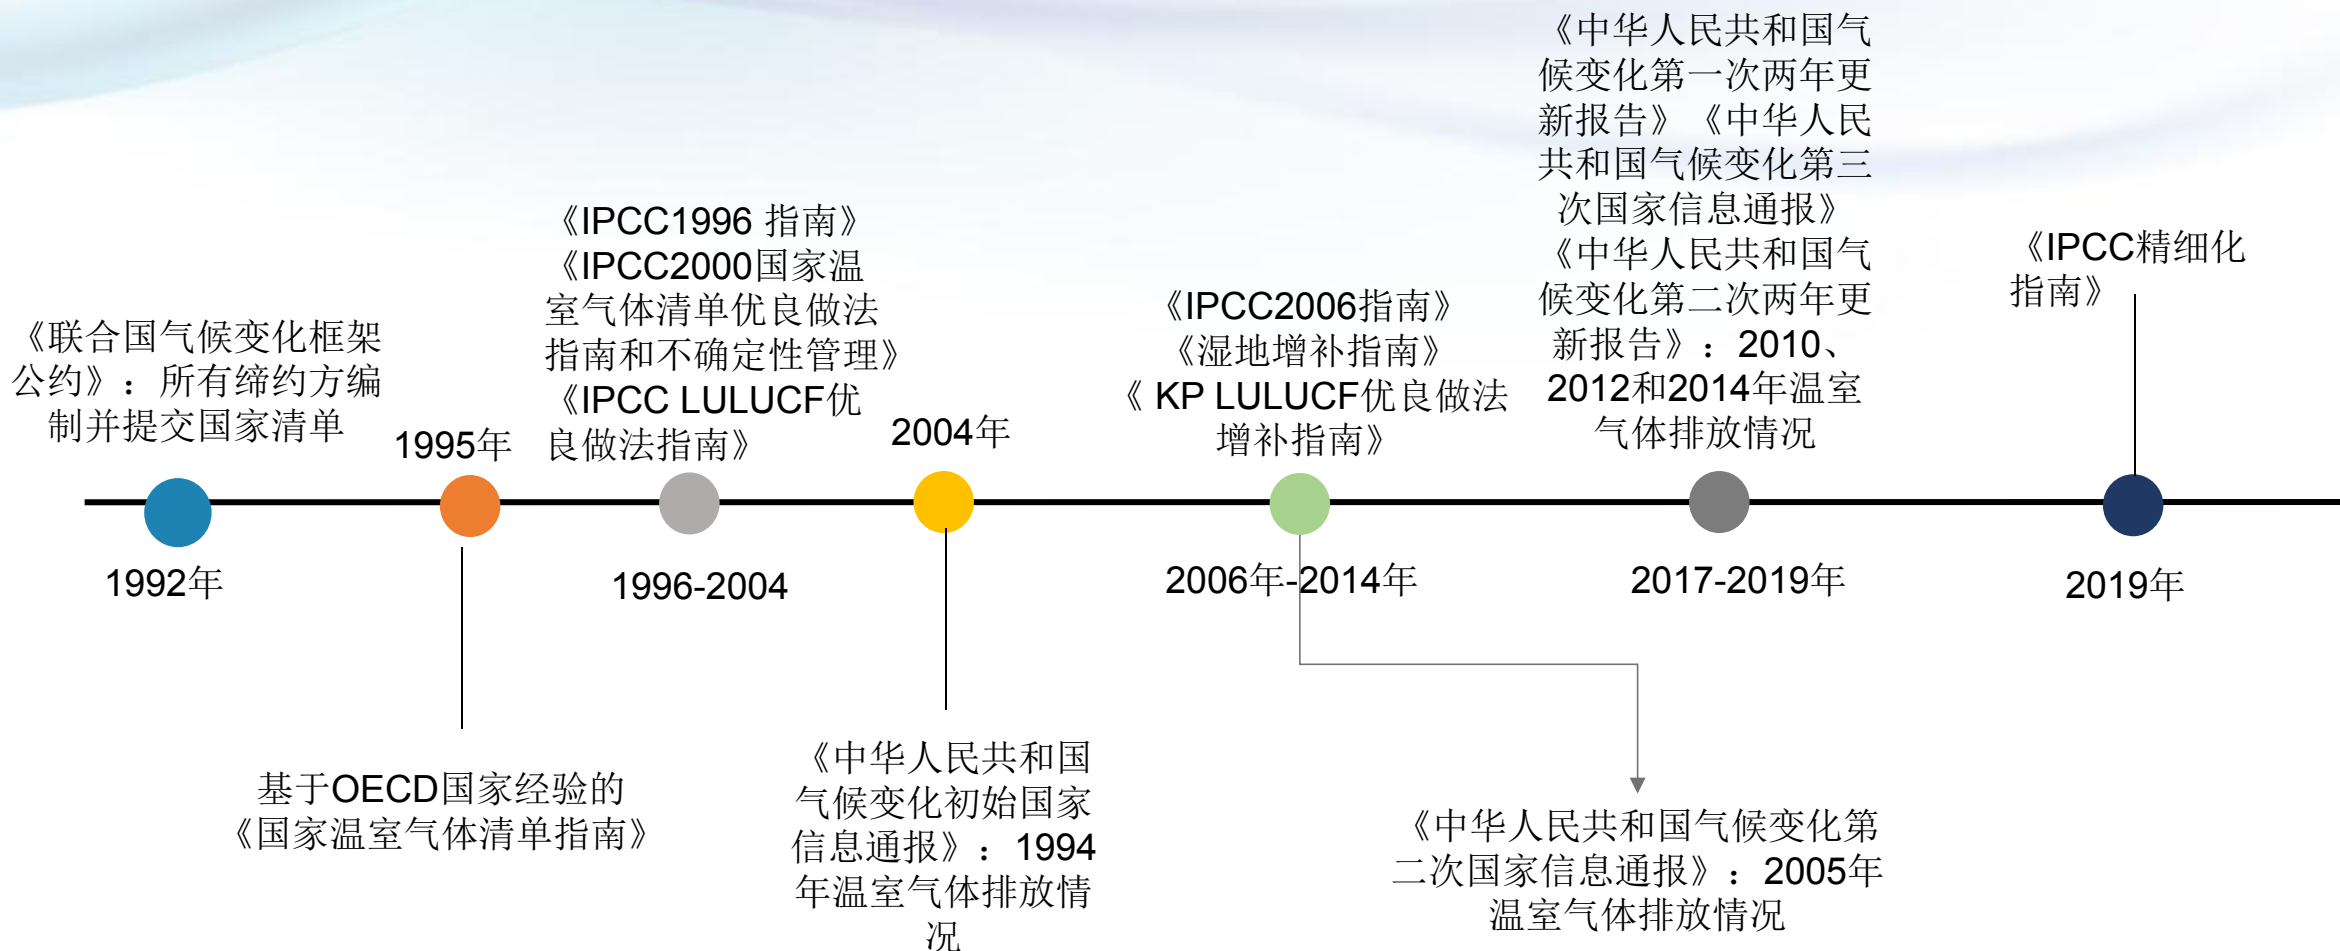 《联合国气候变化框架
公约》：所有缔约方编
制并提交国家清单
1992年
1995年
基于OECD国家经验的
《国家温室气体清单指南》
《IPCC1996 指南》
《IPCC2000国家温
室气体清单优良做法
指南和不确定性管理》
《IPCC LULUCF优
良做法指南》
1996-2004
2004年
《中华人民共和国
气候变化初始国家
信息通报》：1994
年温室气体排放情
况
《IPCC2006指南》
《湿地增补指南》
《 KP LULUCF优良做法
增补指南》
2006年-2014年
《中华人民共和国气候变化第
二次国家信息通报》：2005年
温室气体排放情况
《中华人民共和国气
候变化第一次两年更
新报告》《中华人民
共和国气候变化第三
次国家信息通报》
《中华人民共和国气
候变化第二次两年更
新报告》：2010、
2012和2014年温室
气体排放情况
2017-2019年
《IPCC精细化
指南》
2019年